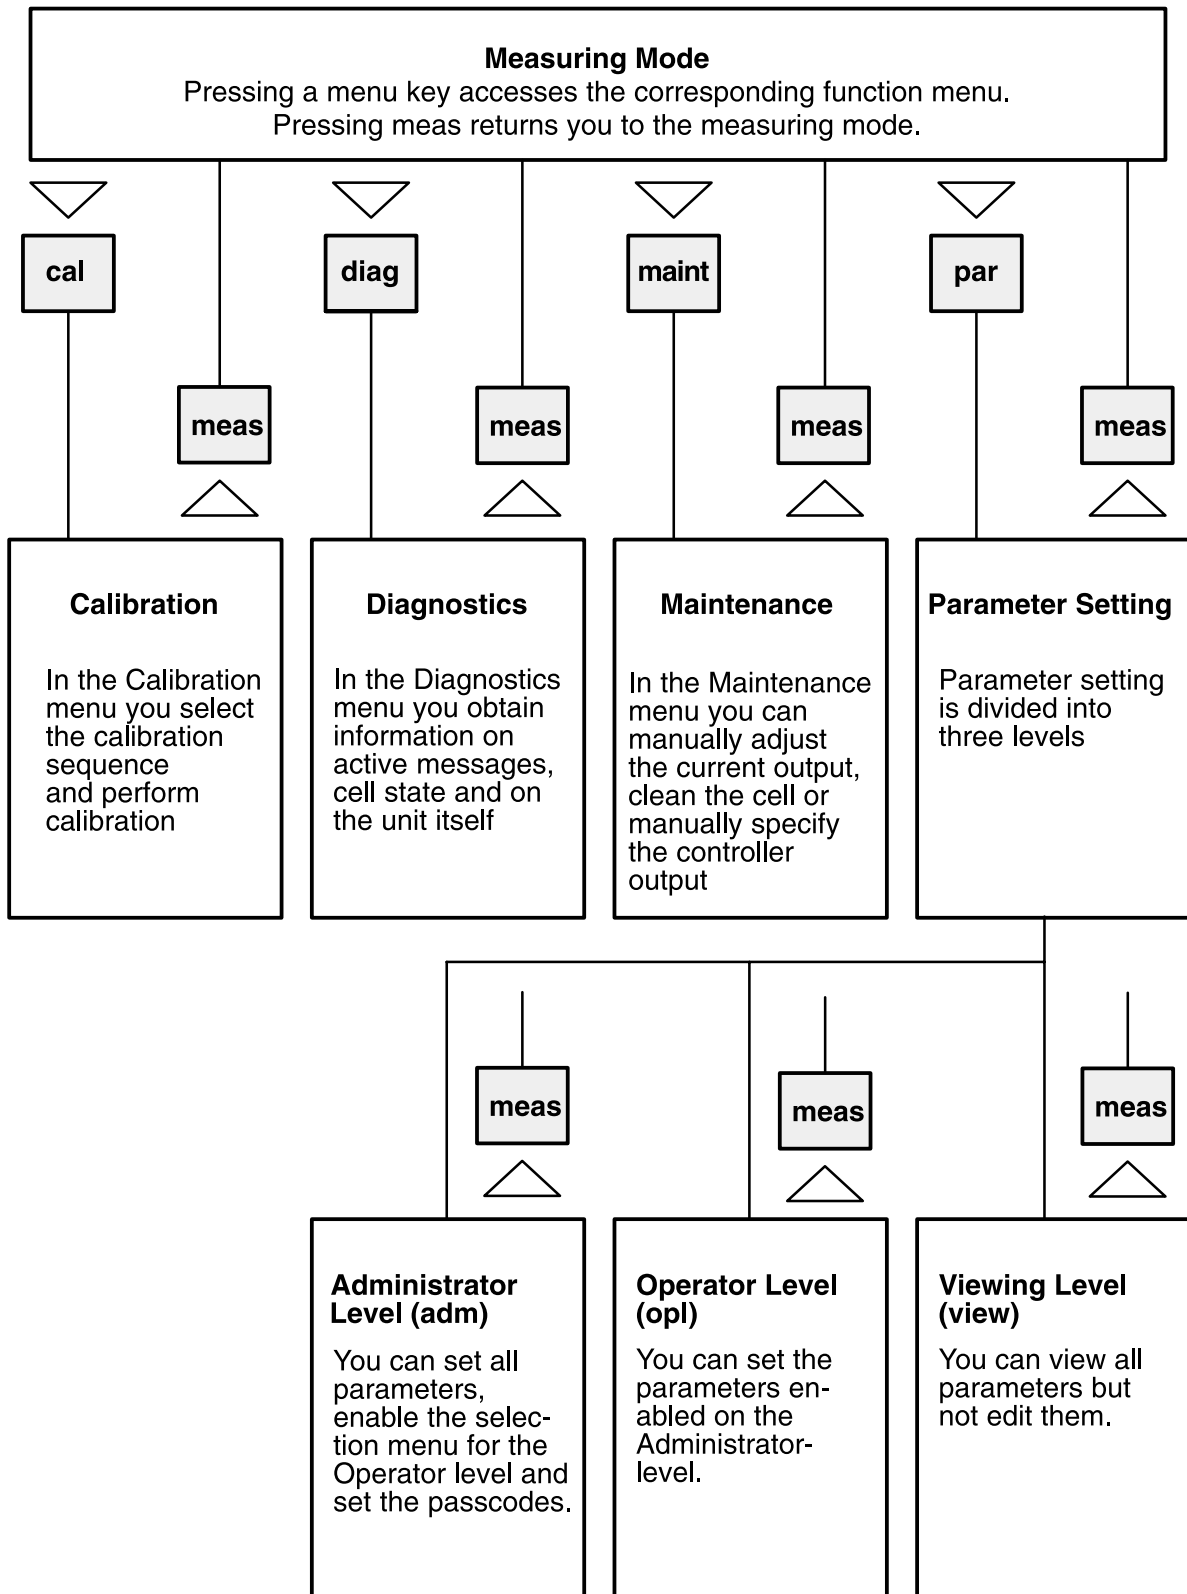 Measuring Mode
Pressing a menu key accesses the corresponding function menu.
Pressing meas returns you to the measuring mode.
cal
diag
maint
par
meas
meas
meas
meas
Calibration
In the Calibration
menu you select
the calibration
sequence
and perform
calibration
Diagnostics
In the Diagnostics
menu you obtain
information on
active messages,
cell state and on
the unit itself
Maintenance
In the Maintenance
menu you can
manually adjust
the current output,
clean the cell or
manually specify
the controller
output
Parameter Setting
Parameter setting
is divided into
three levels
meas
meas
meas
Administrator
Level (adm)
You can set all
parameters,
enable the selec-
tion menu for the
Operator level and
set the passcodes.
Operator Level
(opl)
You can set the
parameters en-
abled on the
Administrator-
level.
Viewing Level
(view)
You can view all
parameters but
not edit them.